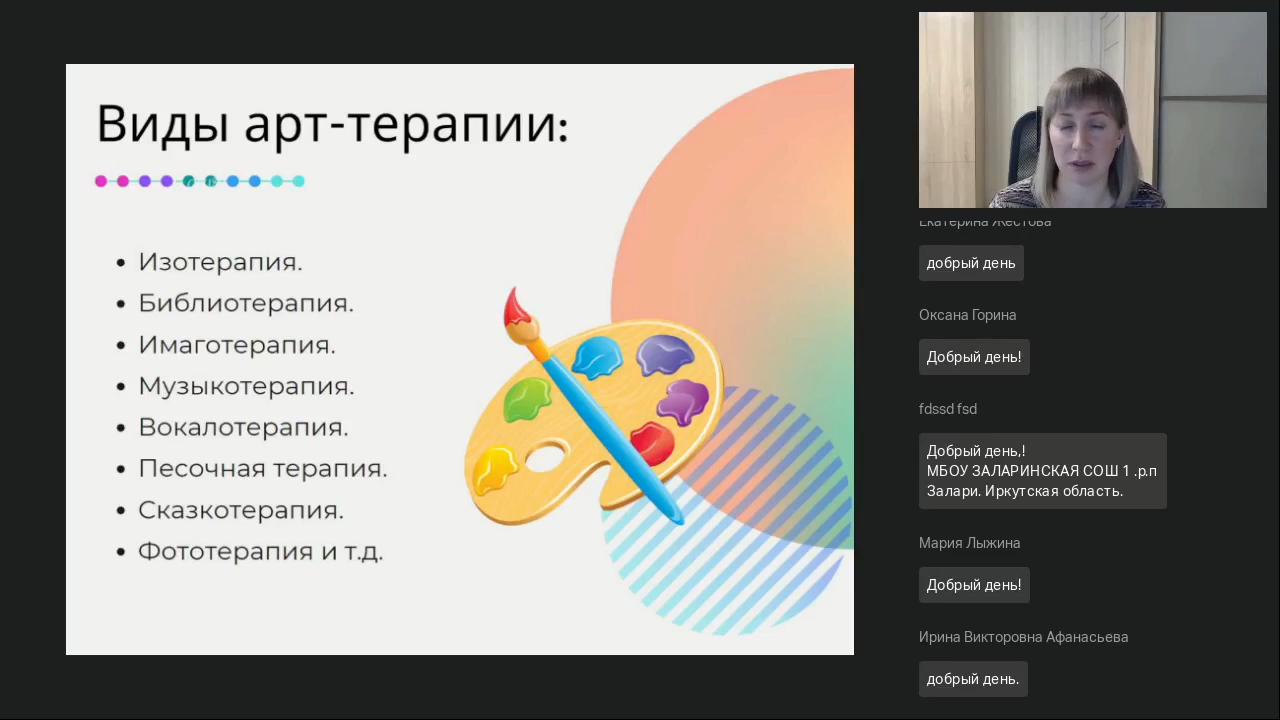 Виды арт-терапии:
Изотерапия.
Библиотерапия.
Имаготерапия.
Музыкотерапия.
Вокалотерапия.
Песочная терапия.
Сказкотерапия.
Фототерапия и т.д.
Екатерина Жестова
добрый день
Оксана Горина
Добрый день!
fdssd fsd
Добрый день,!
МБОУ ЗАЛАРИНСКАЯ СОШ 1 .р.п
Залари. Иркутская область.
Мария Лыжина
Добрый день!
Ирина Викторовна Афанасьева
добрый день.